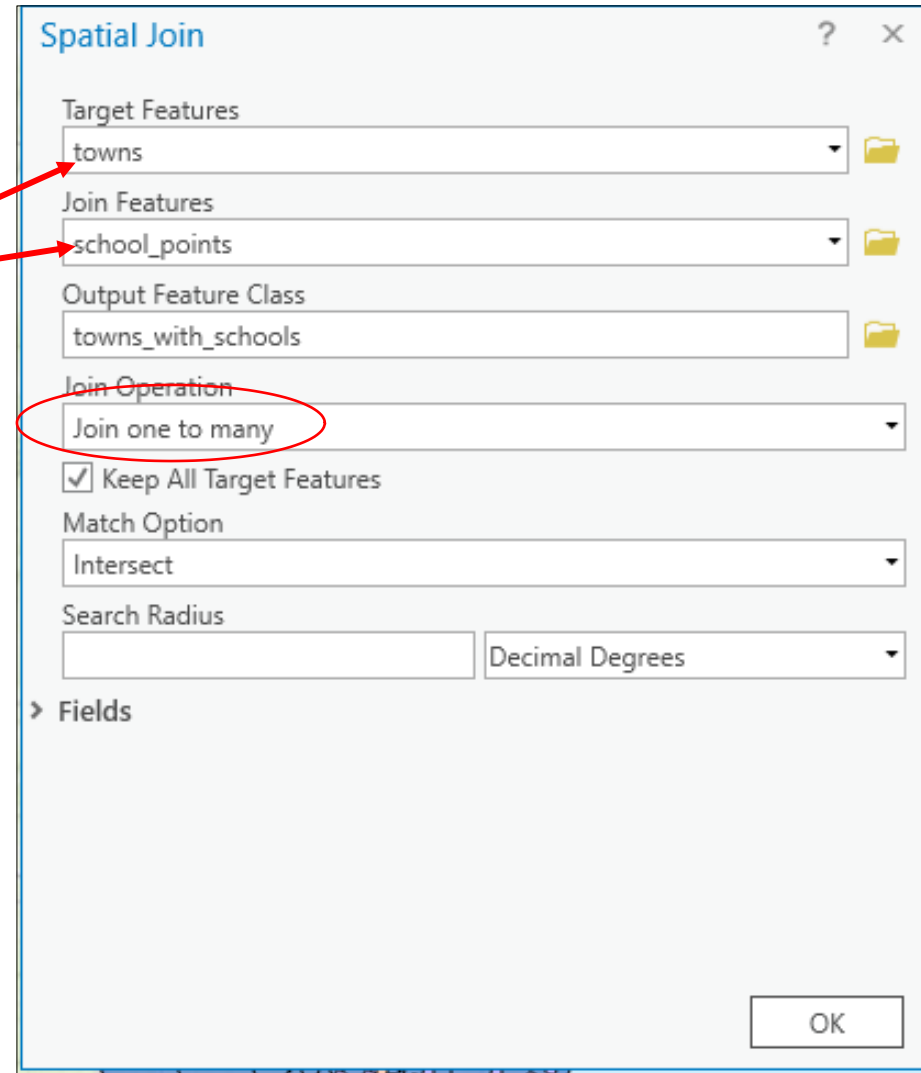 Spatial Join ? ×
Target Features
towns
Join Features
school_points
Output Feature Class
towns_with_schools
Join Operation
Join one to many
Keep All Target Features
Match Option
Intersect
Search Radius
Decimal Degrees
Fields
OK